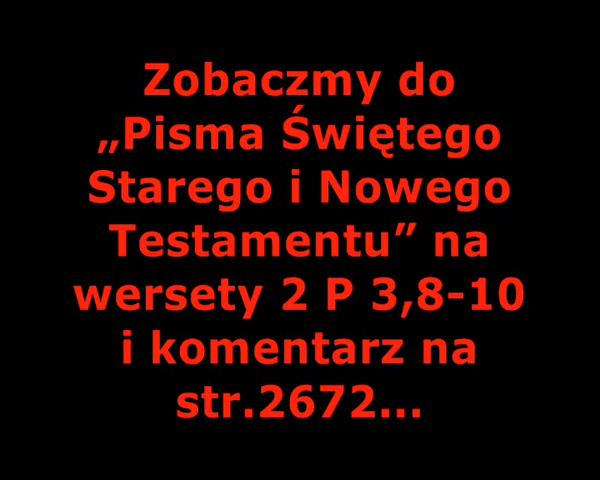 Zobaczmy do
„Pisma Świętego
Starego i Nowego
Testamentu” na
wersety 2 P 3,8-10
i komentarz na
str.2672...